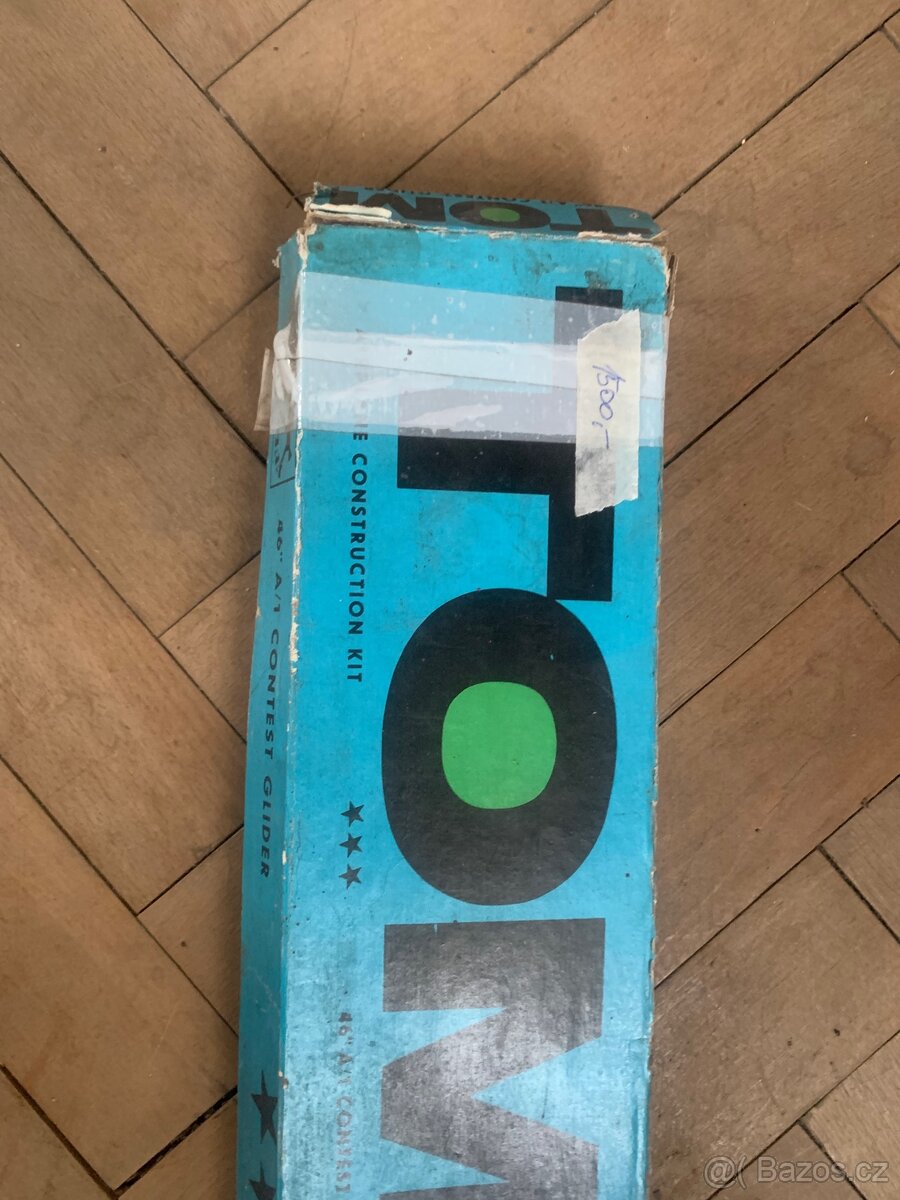 TOM
TOM
1500,-
CONSTRUCTION KIT
46" A/1 CONTEST
46" A/1 CONTEST GLIDER
@( Bazos.cz